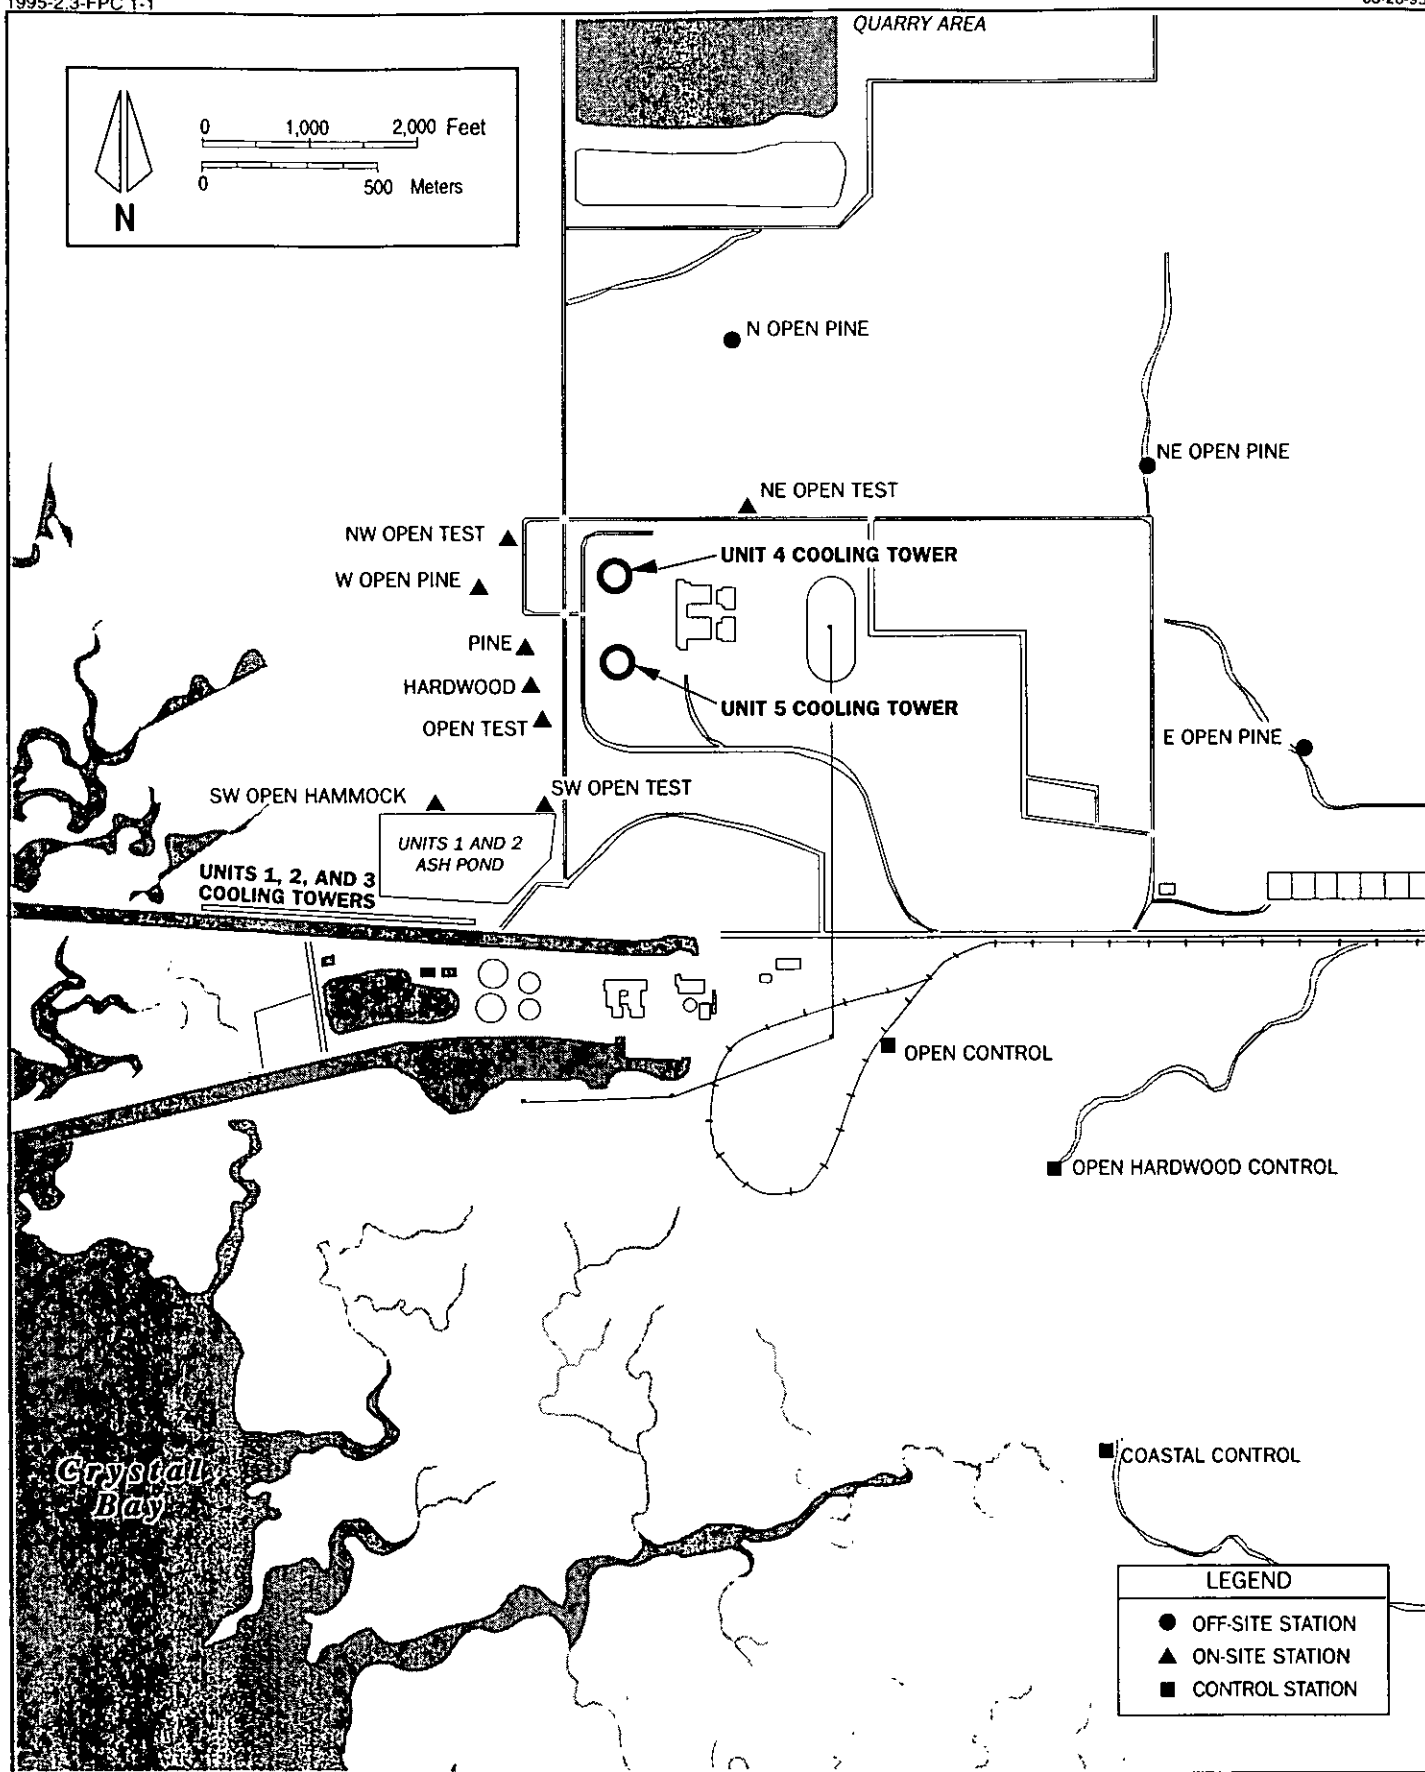 1995-2.3-FPC 1-1
QUARRY AREA
0 1,000 2,000 Feet
0 500 Meters
N
N OPEN PINE
NE OPEN PINE
NE OPEN TEST
NW OPEN TEST
UNIT 4 COOLING TOWER
W OPEN PINE
PINE
HARDWOOD
UNIT 5 COOLING TOWER
OPEN TEST
E OPEN PINE
SW OPEN TEST
SW OPEN HAMMOCK
UNITS 1 AND 2
ASH POND
UNITS 1, 2, AND 3
COOLING TOWERS
OPEN CONTROL
OPEN HARDWOOD CONTROL
COASTAL CONTROL
Crystal
Bay
LEGEND
OFF-SITE STATION
ON-SITE STATION
CONTROL STATION